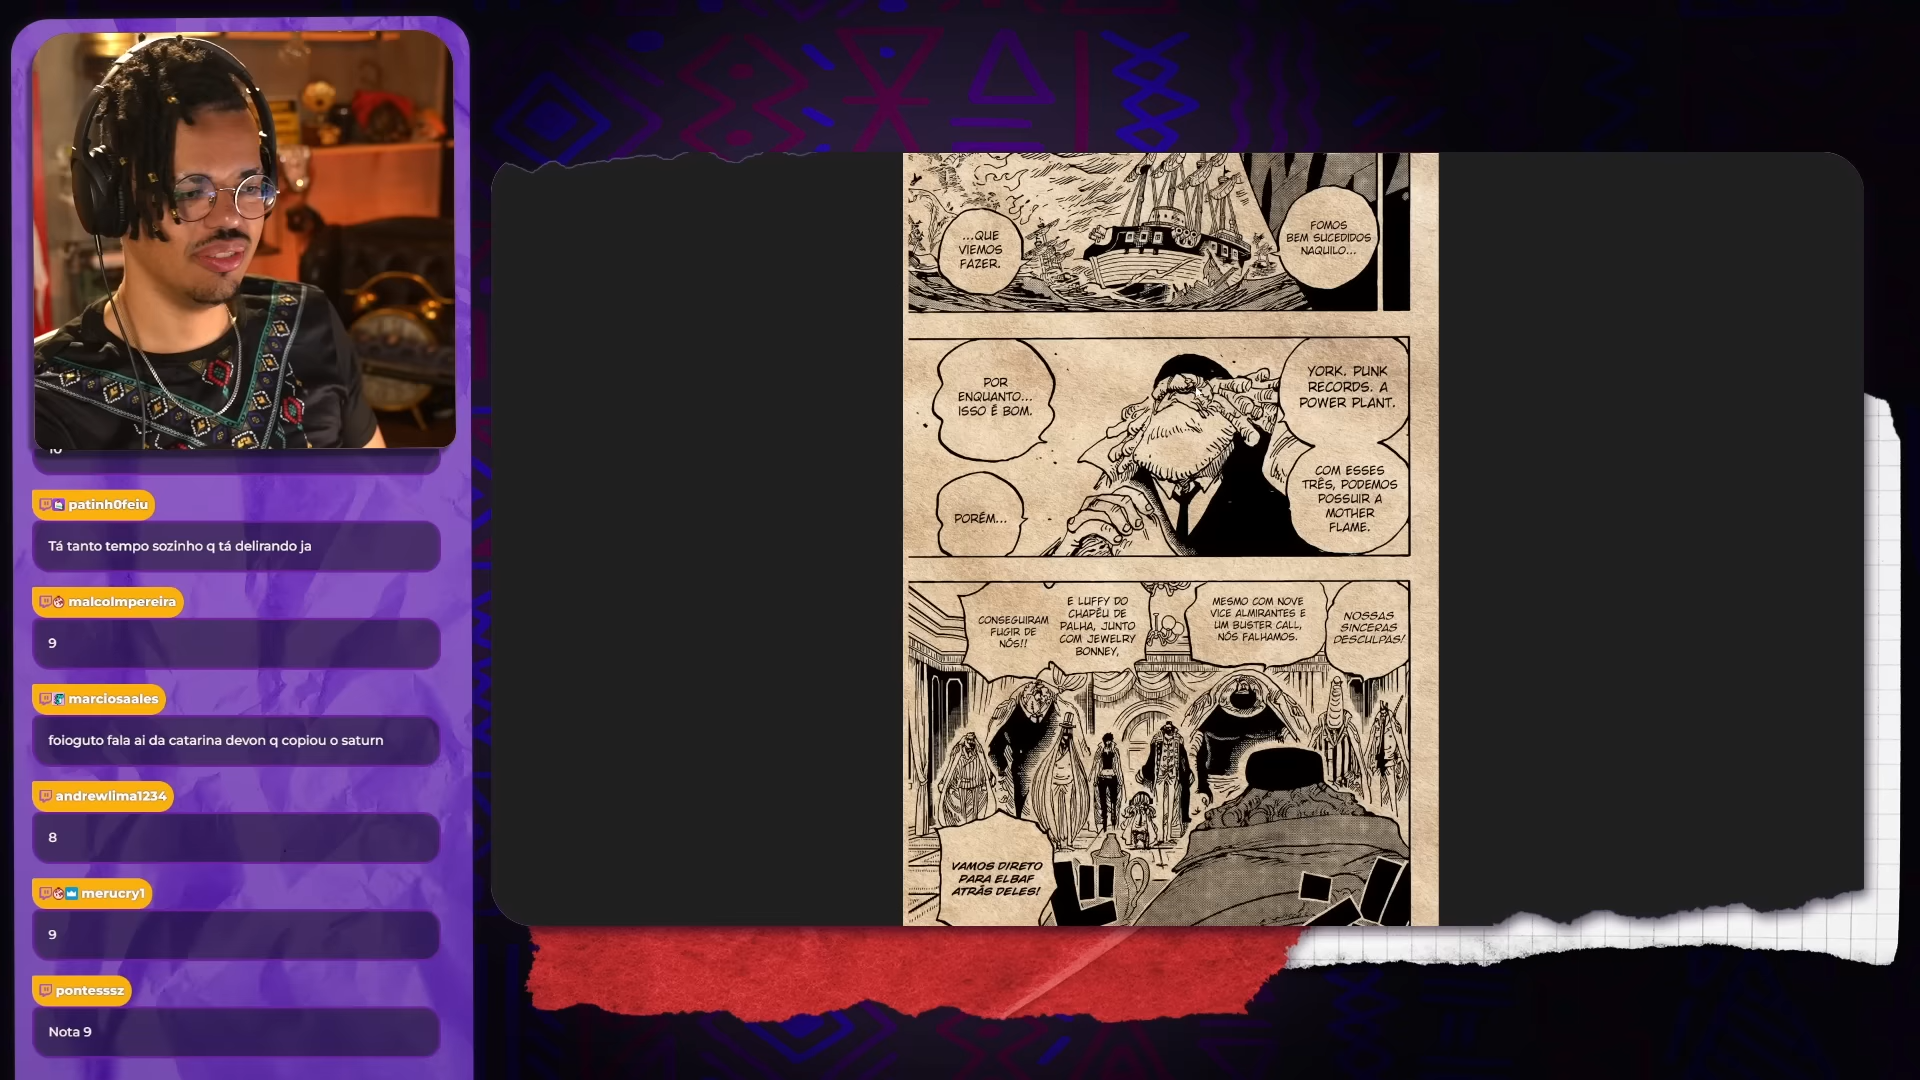 patinh0feiu
Tá tanto tempo sozinho q tá delirando ja
malcolmpereira
9
marciosaales
foioguto fala ai da catarina devon q copiou o saturn
andrewlima1234
8
merucry1
9
pontesssz
Nota 9
FOMOS
BEM SUCEDIDOS
NAQUILO...
...QUE
VIEMOS
FAZER.
YORK. PUNK
RECORDS. A
POWER PLANT.
COM ESSES
TRÊS, PODEMOS
POSSUIR A
MOTHER
FLAME.
POR
ENQUANTO...
ISSO É BOM.
PORÉM...
NOSSAS
SINCERAS
DESCULPAS!
MESMO COM NOVE
VICE ALMIRANTES E
UM BUSTER CALL,
NÓS FALHAMOS.
E LUFFY DO
CHAPÉU DE
PALHA, JUNTO
COM JEWELRY
BONNEY,
CONSEGUIRAM
FUGIR DE
NÓS!!
VAMOS DIRETO
PARA ELBAF
ATRÁS DELES!